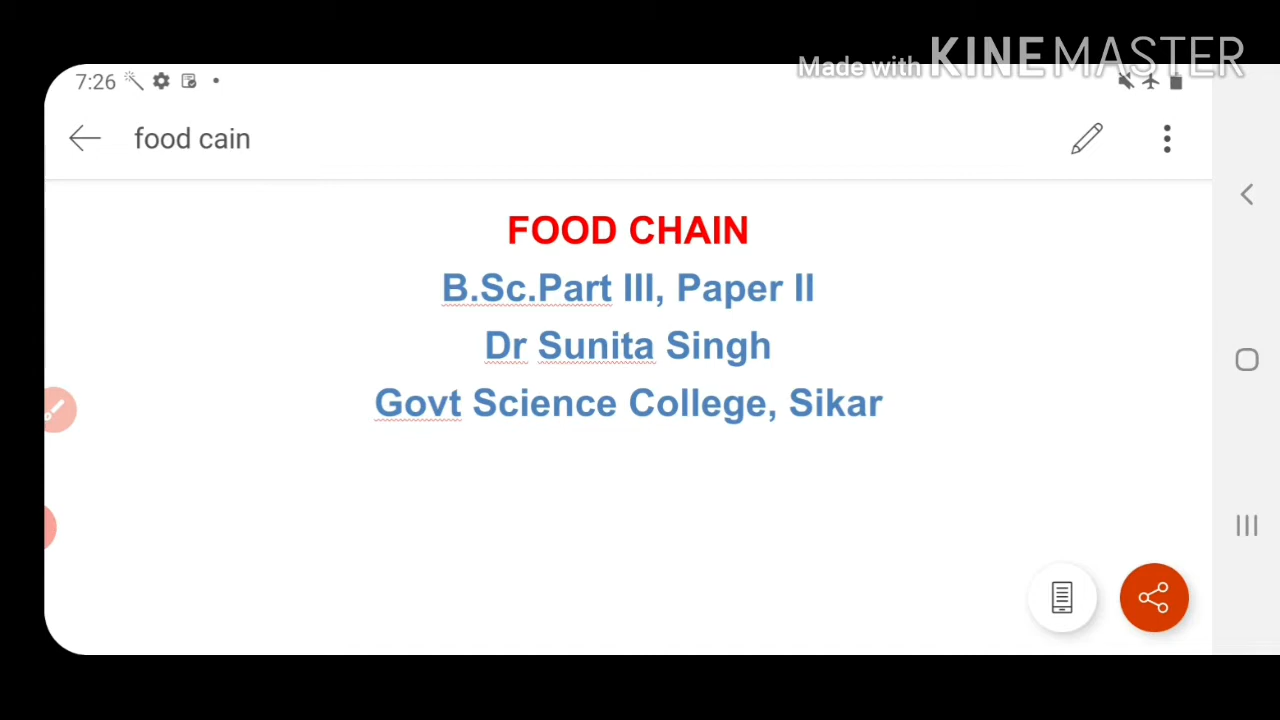 Made with KINEMASTER
7:26
food cain
FOOD CHAIN
B.Sc.Part III, Paper II
Dr Sunita Singh
Govt Science College, Sikar